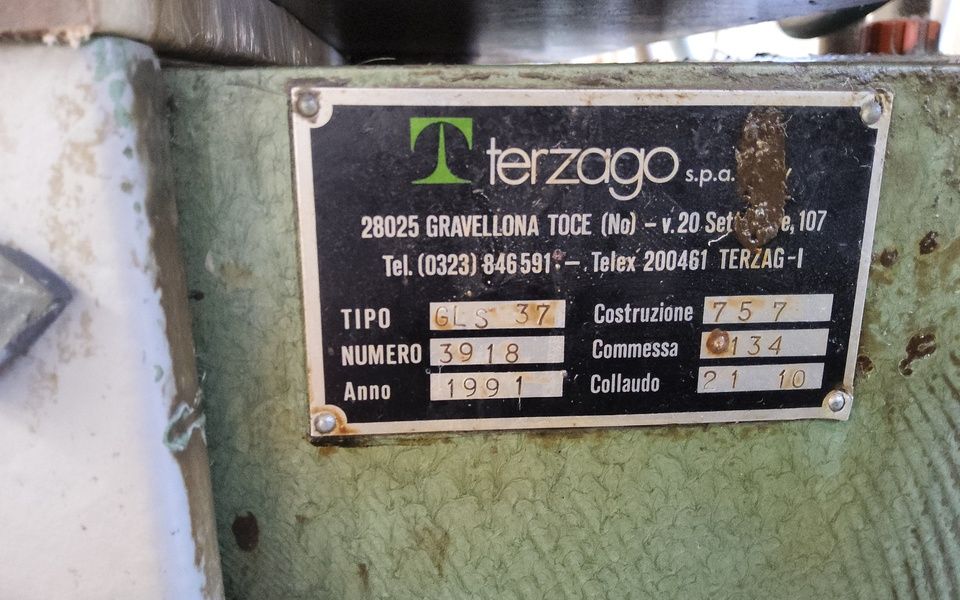 T terzago s.p.a.
28025 GRAVELLONA TOCE (No) - v. 20 107
Tel. (0323) 846591 - Telex 200461 TERZAG-I
TIPO GLS 37 Costruzione 757
NUMERO 3918 Commessa 134
Anno 1991 Collaudo 21 10